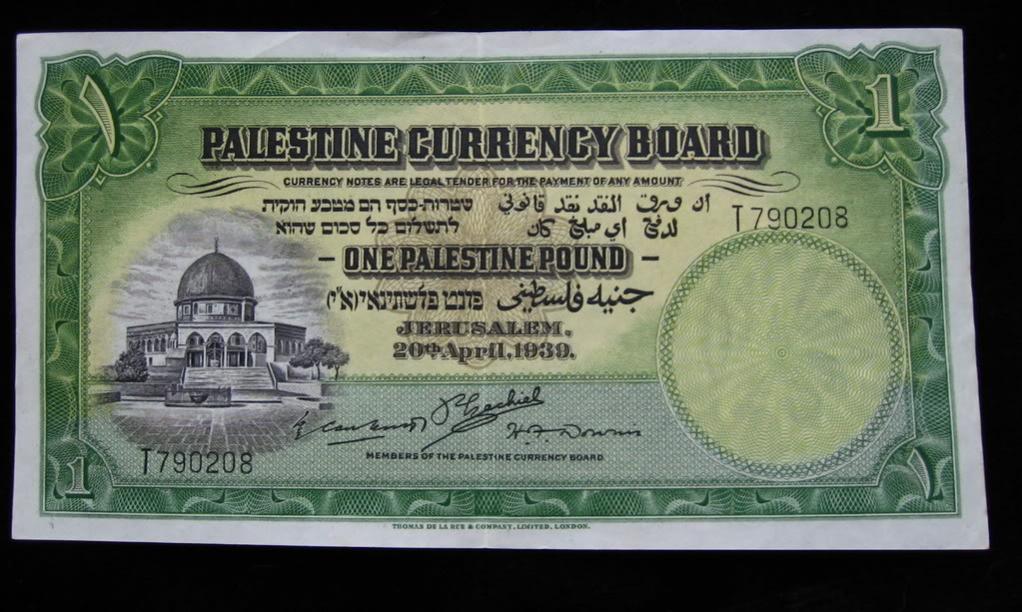 ١
1
PALESTINE CURRENCY BOARD
CURRENCY NOTES ARE LEGAL TENDER FOR THE PAYMENT OF ANY AMOUNT
שטרות-כסף הם מטבע חוקית ان ورق النقد نقد قانوني
T790208
לתשלום כל סכום שהוא لدفع أي مبلغ كان
— ONE PALESTINE POUND —
פונט פלשתינאי(א"י) جنيه فلسطيني
JERUSALEM.
20th April, 1939.
MEMBERS OF THE PALESTINE CURRENCY BOARD
T790208
1
١
THOMAS DE LA RUE & COMPANY, LIMITED, LONDON.